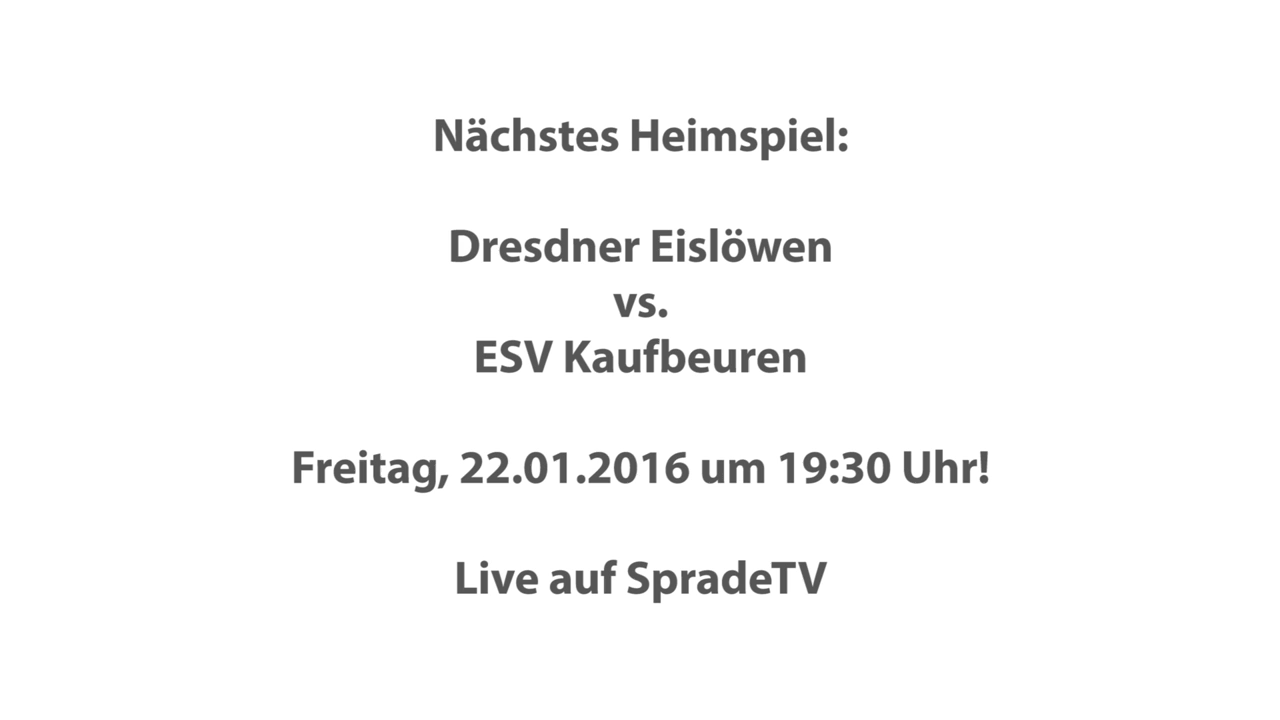 Nächstes Heimspiel:
Dresdner Eislöwen
vs.
ESV Kaufbeuren
Freitag, 22.01.2016 um 19:30 Uhr!
Live auf SpradeTV